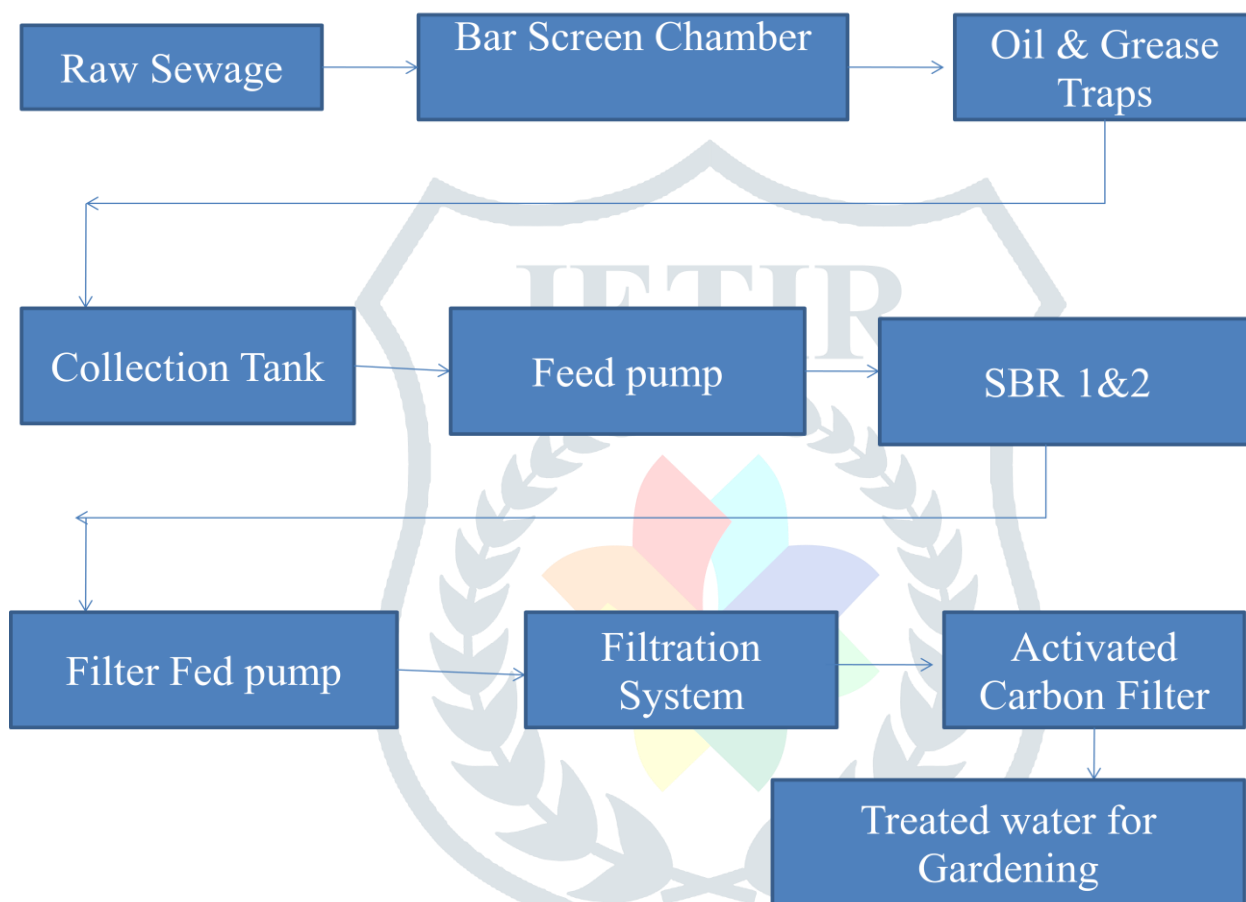 Raw Sewage
Bar Screen Chamber
Oil & Grease
Traps
JETIR
Collection Tank
Feed pump
SBR 1&2
Filter Fed pump
Filtration
System
Activated
Carbon Filter
Treated water for
Gardening